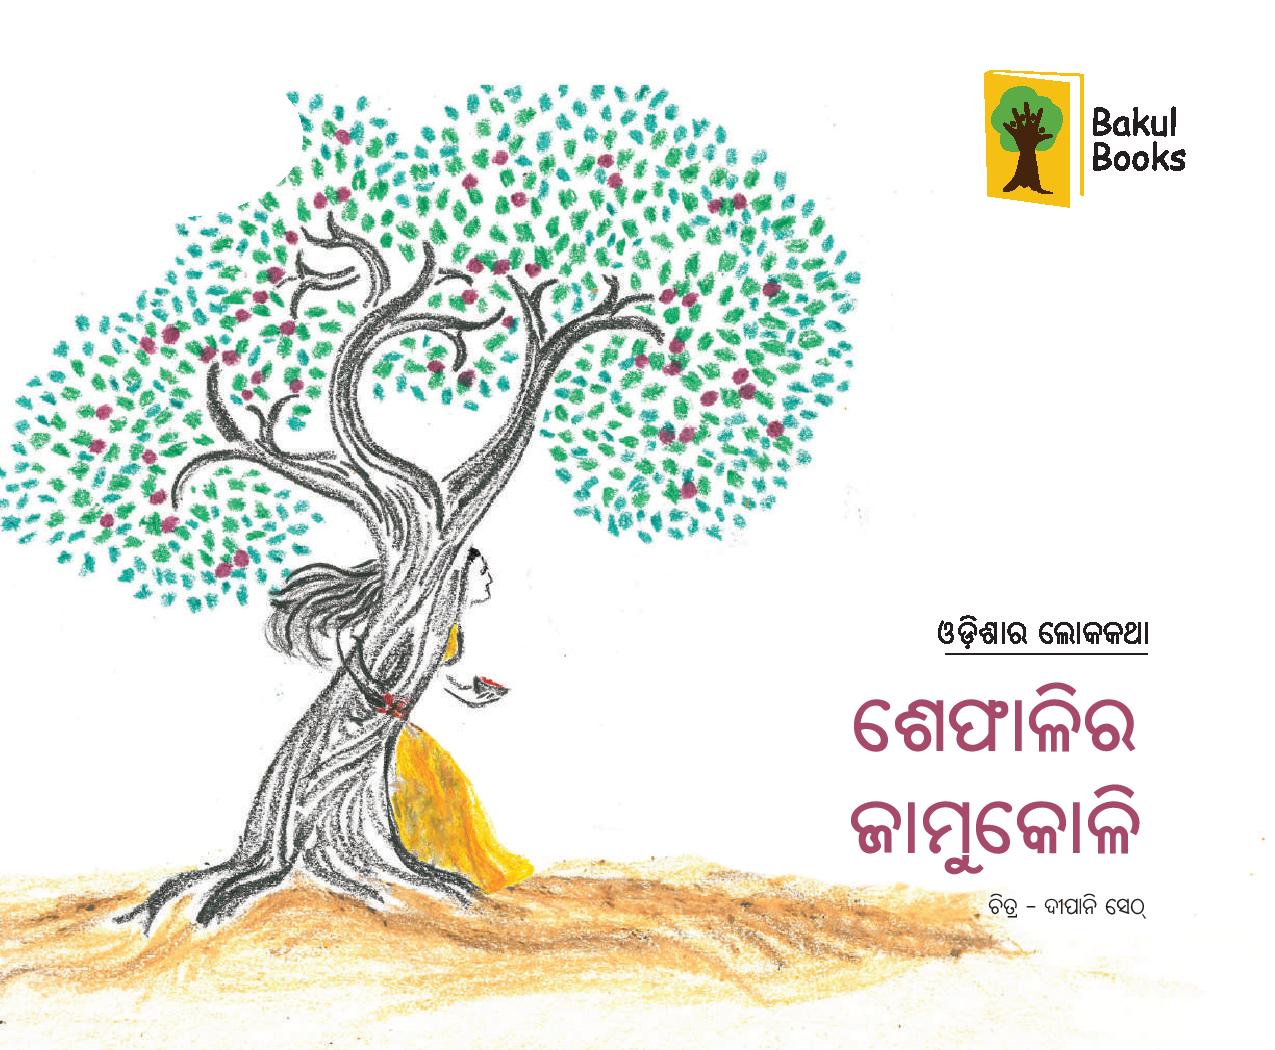 Bakul
Books
ଓଡ଼ିଶାର ଲୋକକଥା
ଶେଫାଳିର
ଜାମୁକୋଳି
ଚିତ୍ର - ଦୀପାନି ସେଠ୍